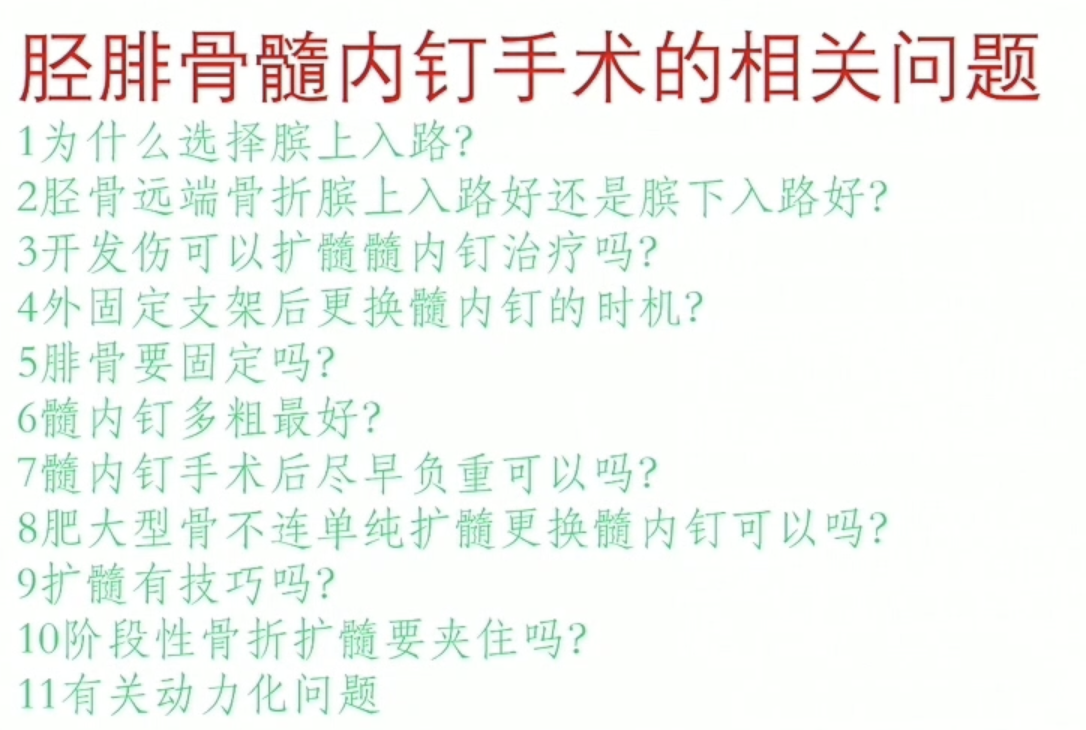 胫腓骨髓内钉手术的相关问题
1为什么选择膑上入路?
2胫骨远端骨折膑上入路好还是膑下入路好?
3开发伤可以扩髓髓内钉治疗吗?
4外固定支架后更换髓内钉的时机?
5腓骨要固定吗?
6髓内钉多粗最好?
7髓内钉手术后尽早负重可以吗?
8肥大型骨不连单纯扩髓更换髓内钉可以吗?
9扩髓有技巧吗?
10阶段性骨折扩髓要夹住吗?
11有关动力化问题